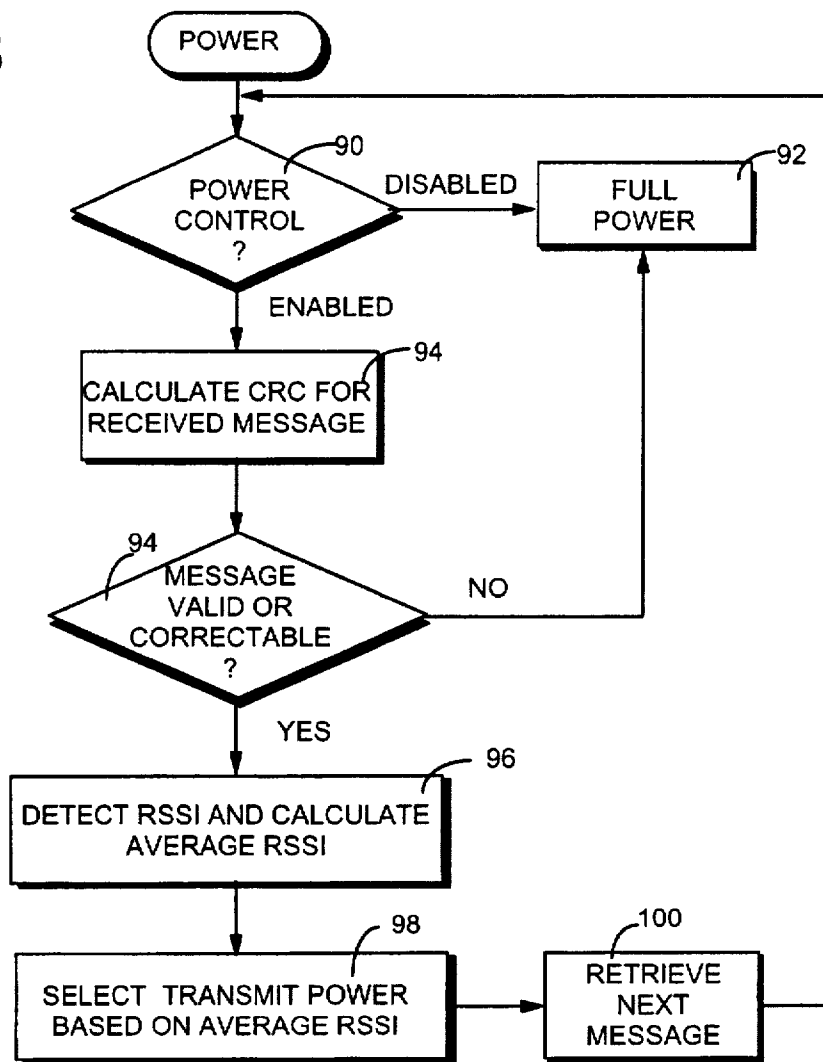 POWER
90
POWER
CONTROL
?
DISABLED
92
FULL
POWER
ENABLED
94
CALCULATE CRC FOR
RECEIVED MESSAGE
94
MESSAGE
VALID OR
CORRECTABLE
?
NO
YES
96
DETECT RSSI AND CALCULATE
AVERAGE RSSI
98
SELECT TRANSMIT POWER
BASED ON AVERAGE RSSI
100
RETRIEVE
NEXT
MESSAGE